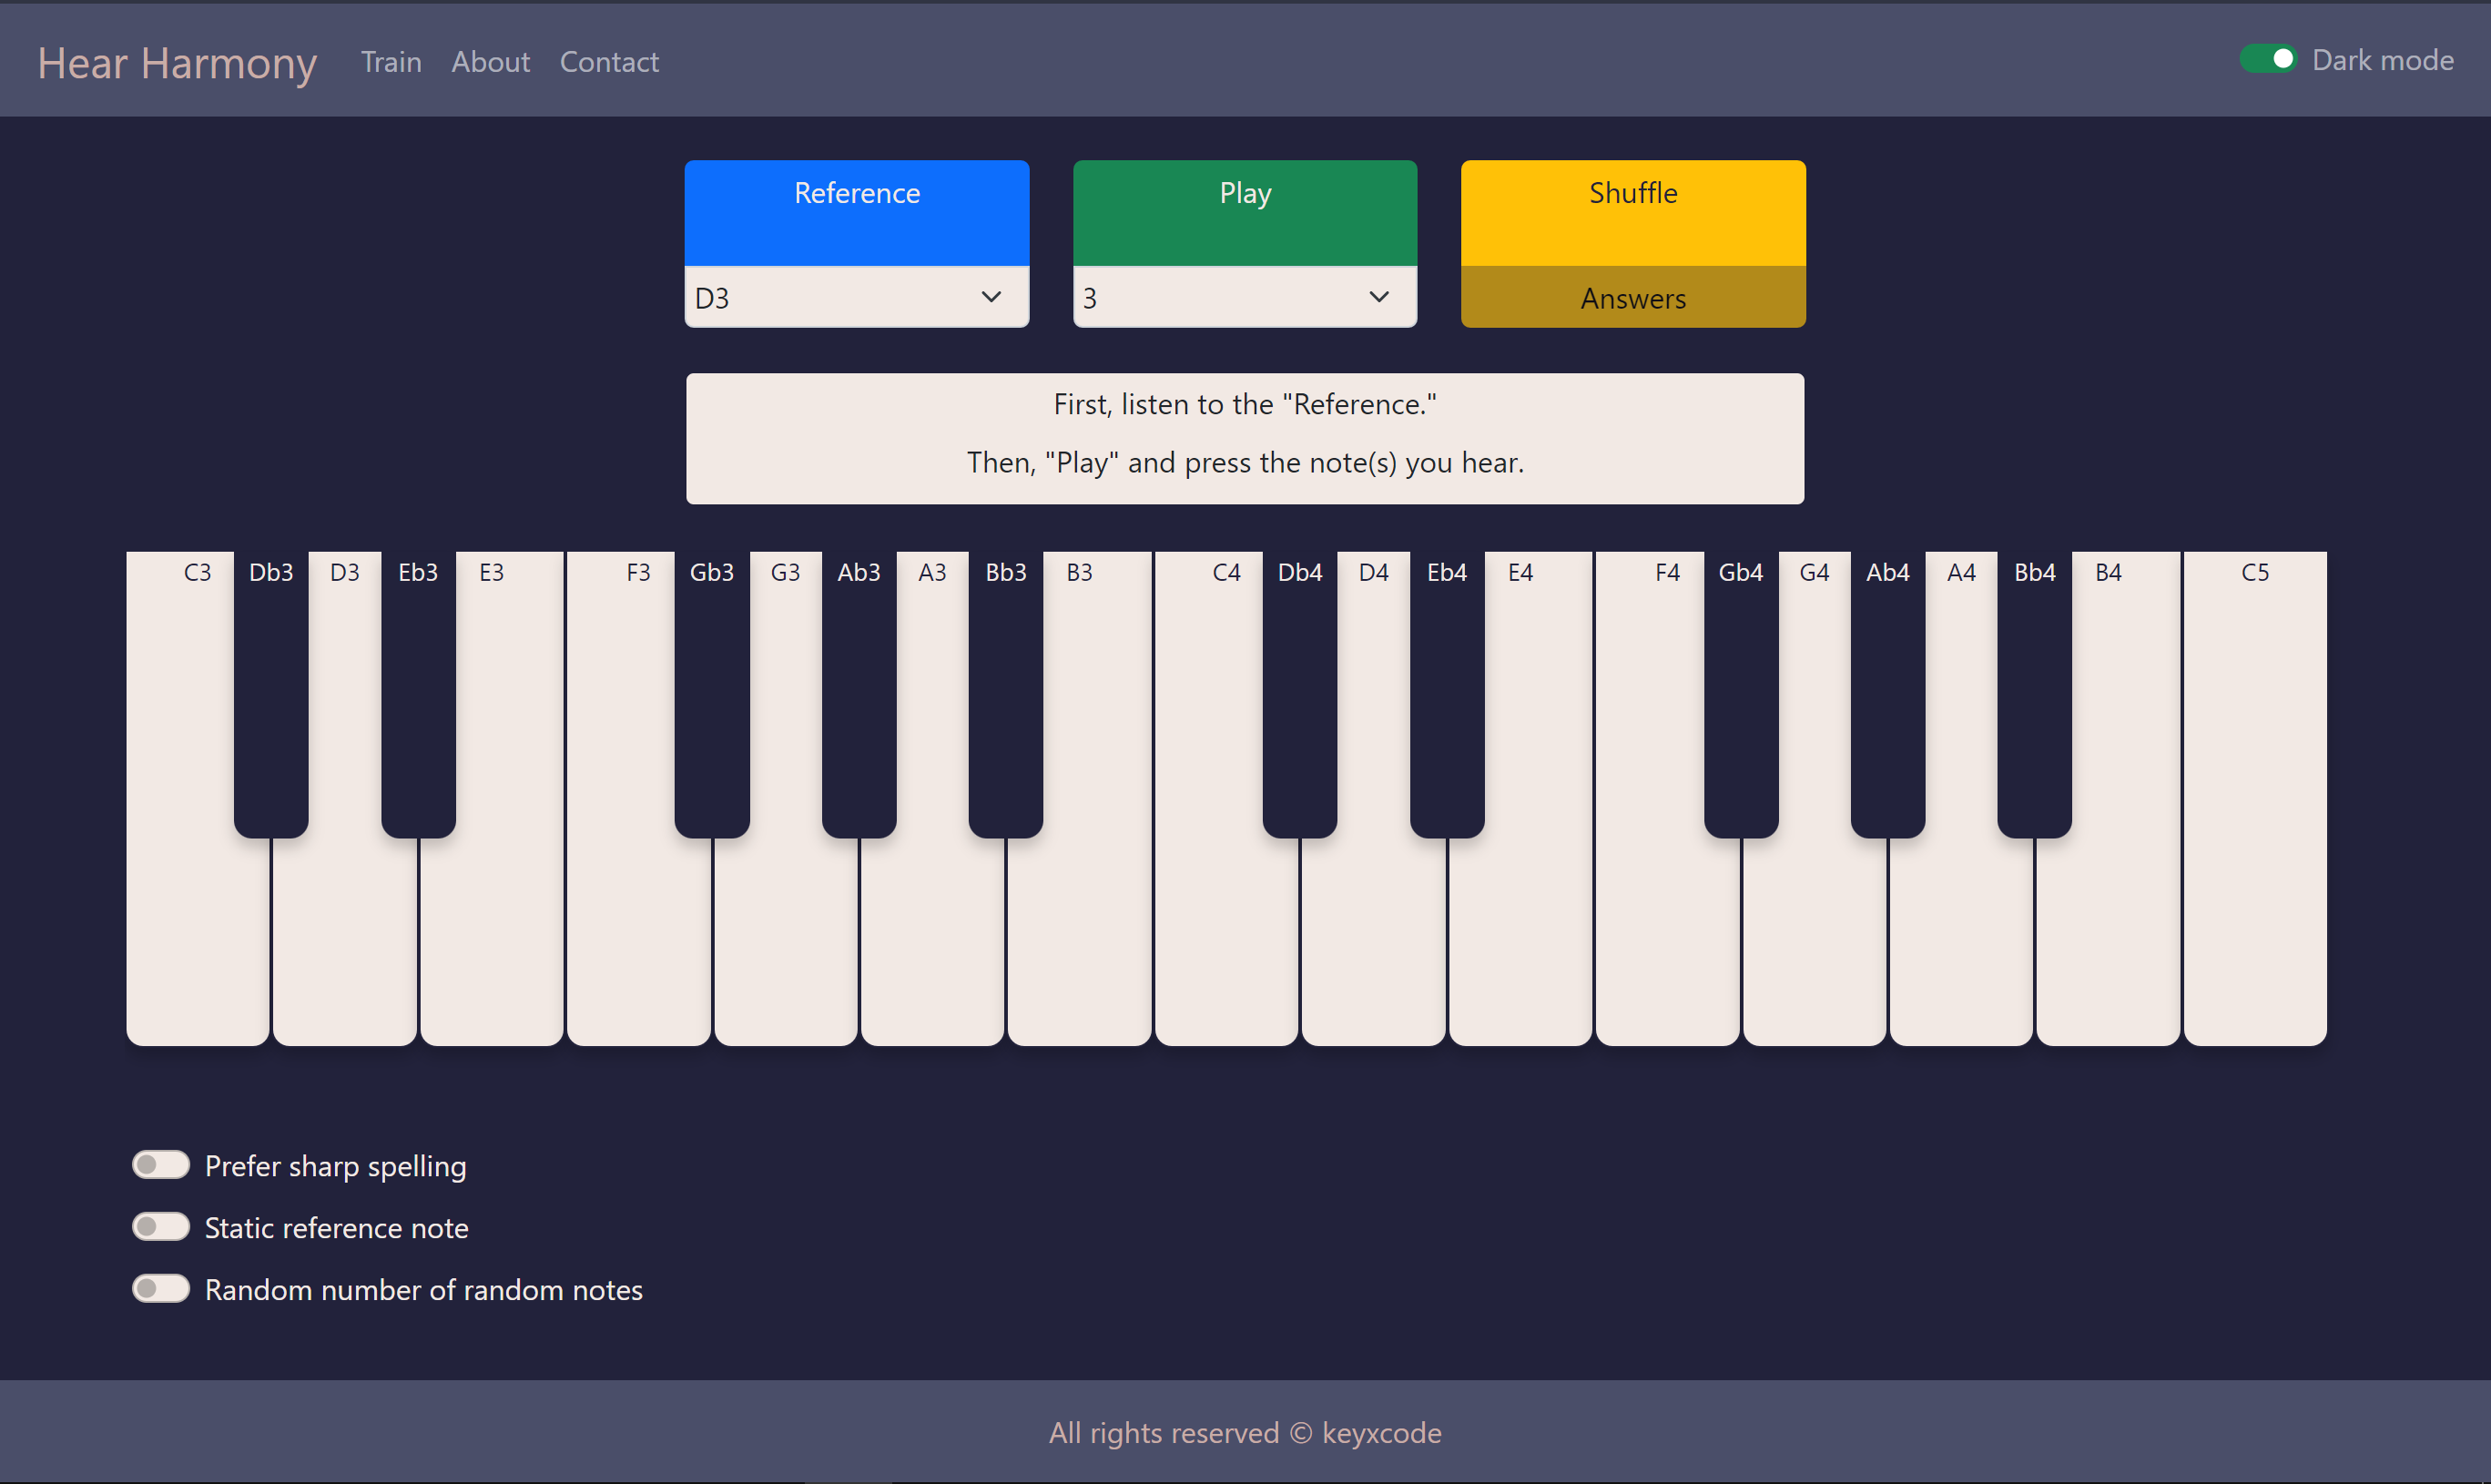 Hear Harmony Train About Contact Dark mode
Reference Play Shuffle
D3 3 Answers
First, listen to the "Reference."
Then, "Play" and press the note(s) you hear.
C3 Db3 D3 Eb3 E3 F3 Gb3 G3 Ab3 A3 Bb3 B3 C4 Db4 D4 Eb4 E4 F4 Gb4 G4 Ab4 A4 Bb4 B4 C5
Prefer sharp spelling
Static reference note
Random number of random notes
All rights reserved © keyxcode